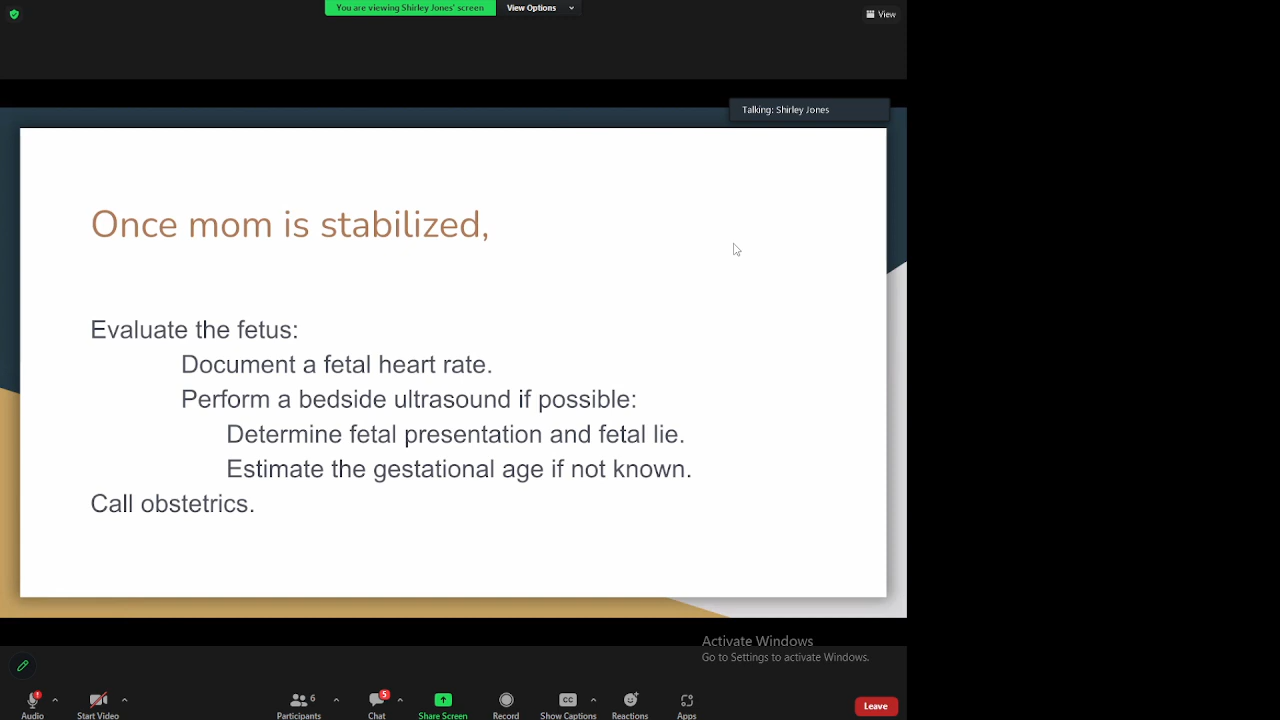 You are viewing Shirley Jones' screen
View Options
View
Talking: Shirley Jones
Once mom is stabilized,
Evaluate the fetus:
Document a fetal heart rate.
Perform a bedside ultrasound if possible:
Determine fetal presentation and fetal lie.
Estimate the gestational age if not known.
Call obstetrics.
Activate Windows
Go to Settings to activate Windows.
6
5
CC
Audio
Start Video
Participants
Chat
Share Screen
Record
Show Captions
Reactions
Apps
Leave